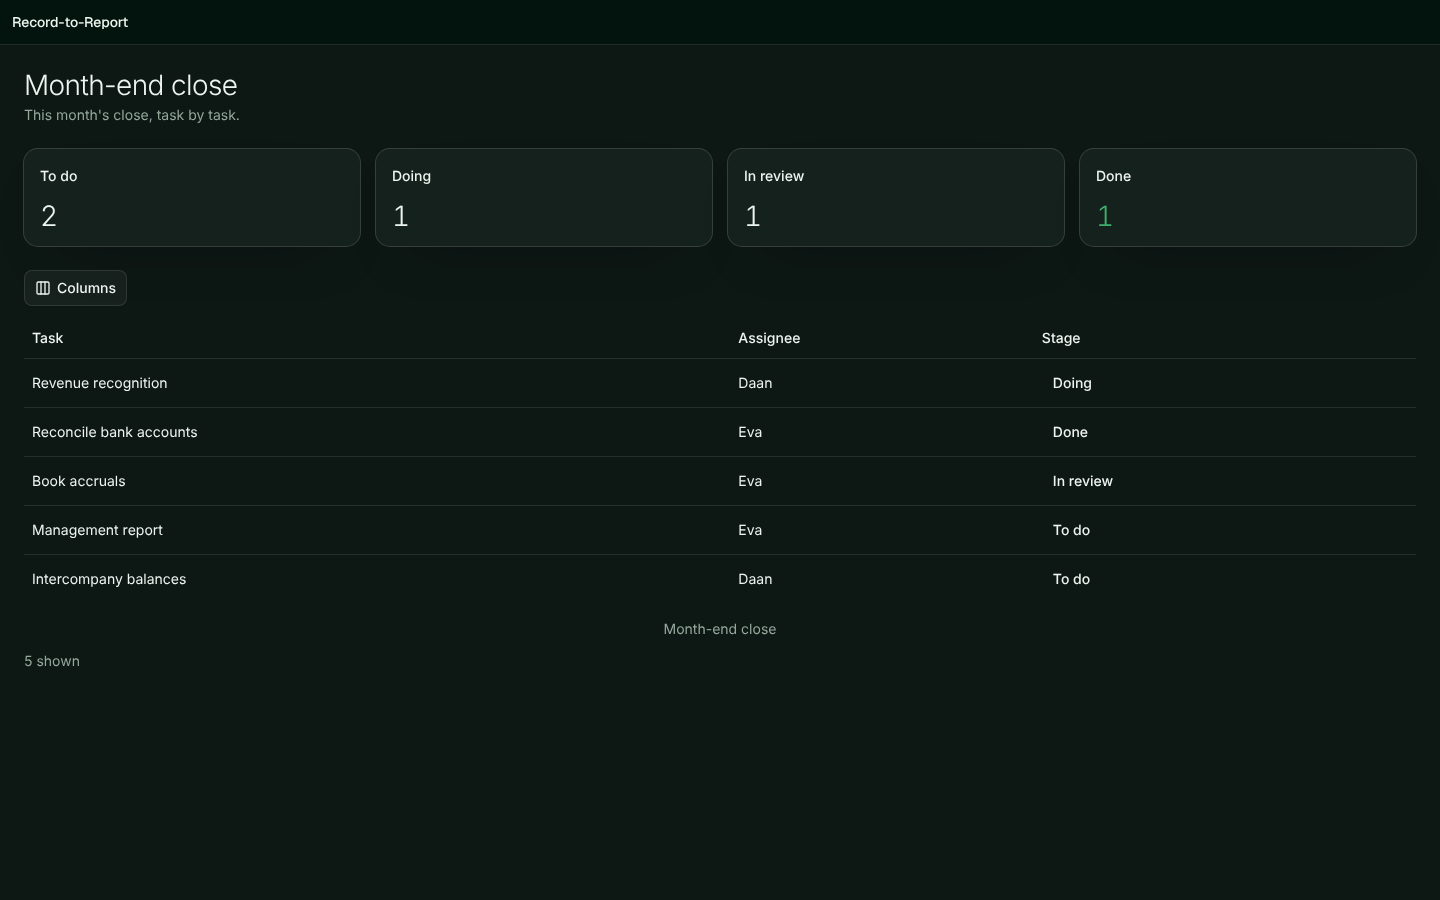 Record-to-Report
Month-end close
This month's close, task by task.
To do
2
Doing
1
In review
1
Done
1
Columns
Task Assignee Stage
Revenue recognition Daan Doing
Reconcile bank accounts Eva Done
Book accruals Eva In review
Management report Eva To do
Intercompany balances Daan To do
Month-end close
5 shown